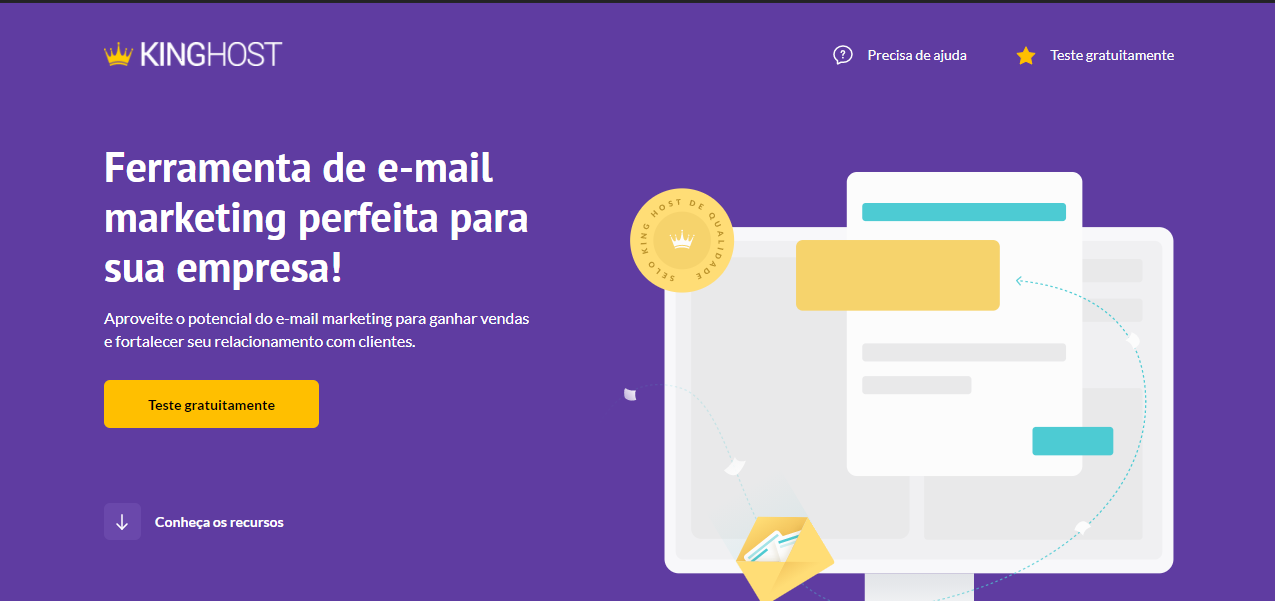 KINGHOST
Precisa de ajuda
Teste gratuitamente
Ferramenta de e-mail
marketing perfeita para
sua empresa!
Aproveite o potencial do e-mail marketing para ganhar vendas
e fortalecer seu relacionamento com clientes.
Teste gratuitamente
Conheça os recursos
SELO KING HOST DE QUALIDADE